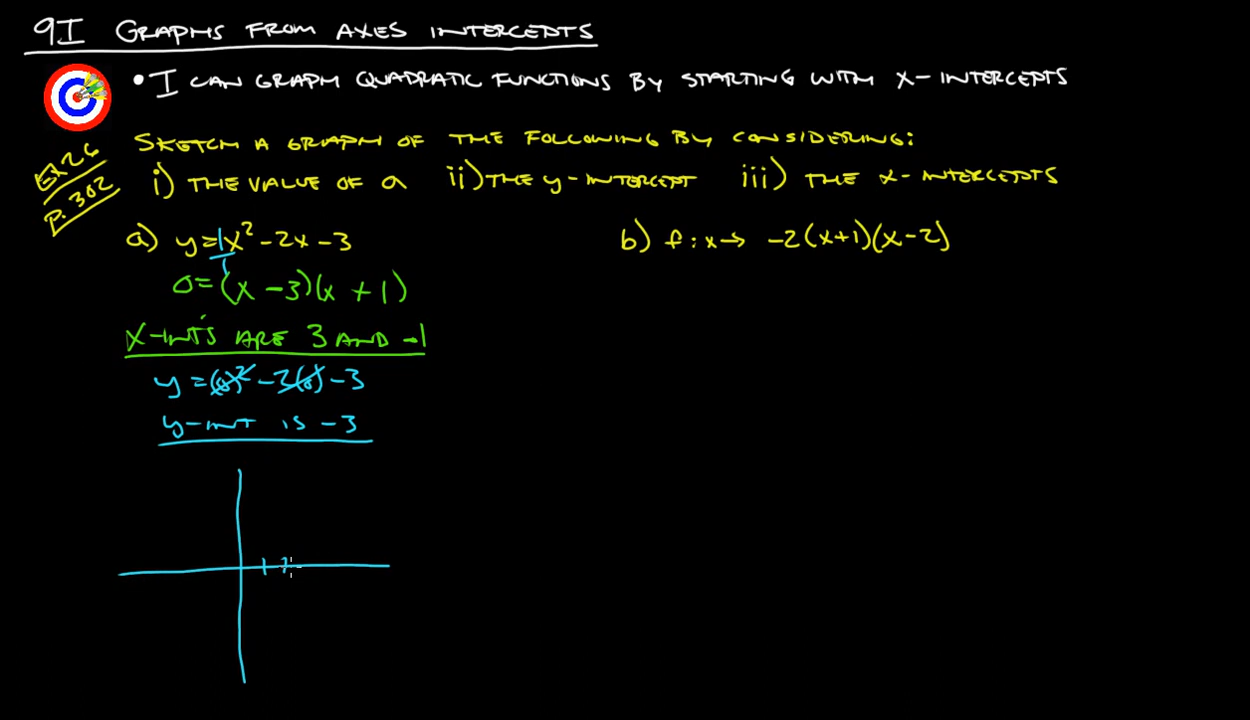 9I GRAPHS FROM AXES INTERCEPTS
• I CAN GRAPH QUADRATIC FUNCTIONS BY STARTING WITH X-INTERCEPTS
EX 26
P. 302
SKETCH A GRAPH OF THE FOLLOWING BY CONSIDERING:
i) THE VALUE OF a ii) THE y-INTERCEPT iii) THE x-INTERCEPTS
a) y=1x²-2x-3
b) f:x→ -2(x+1)(x-2)
0=(x-3)(x+1)
X-INT'S ARE 3 AND -1
y=(0)²-2(0)-3
y-INT IS -3